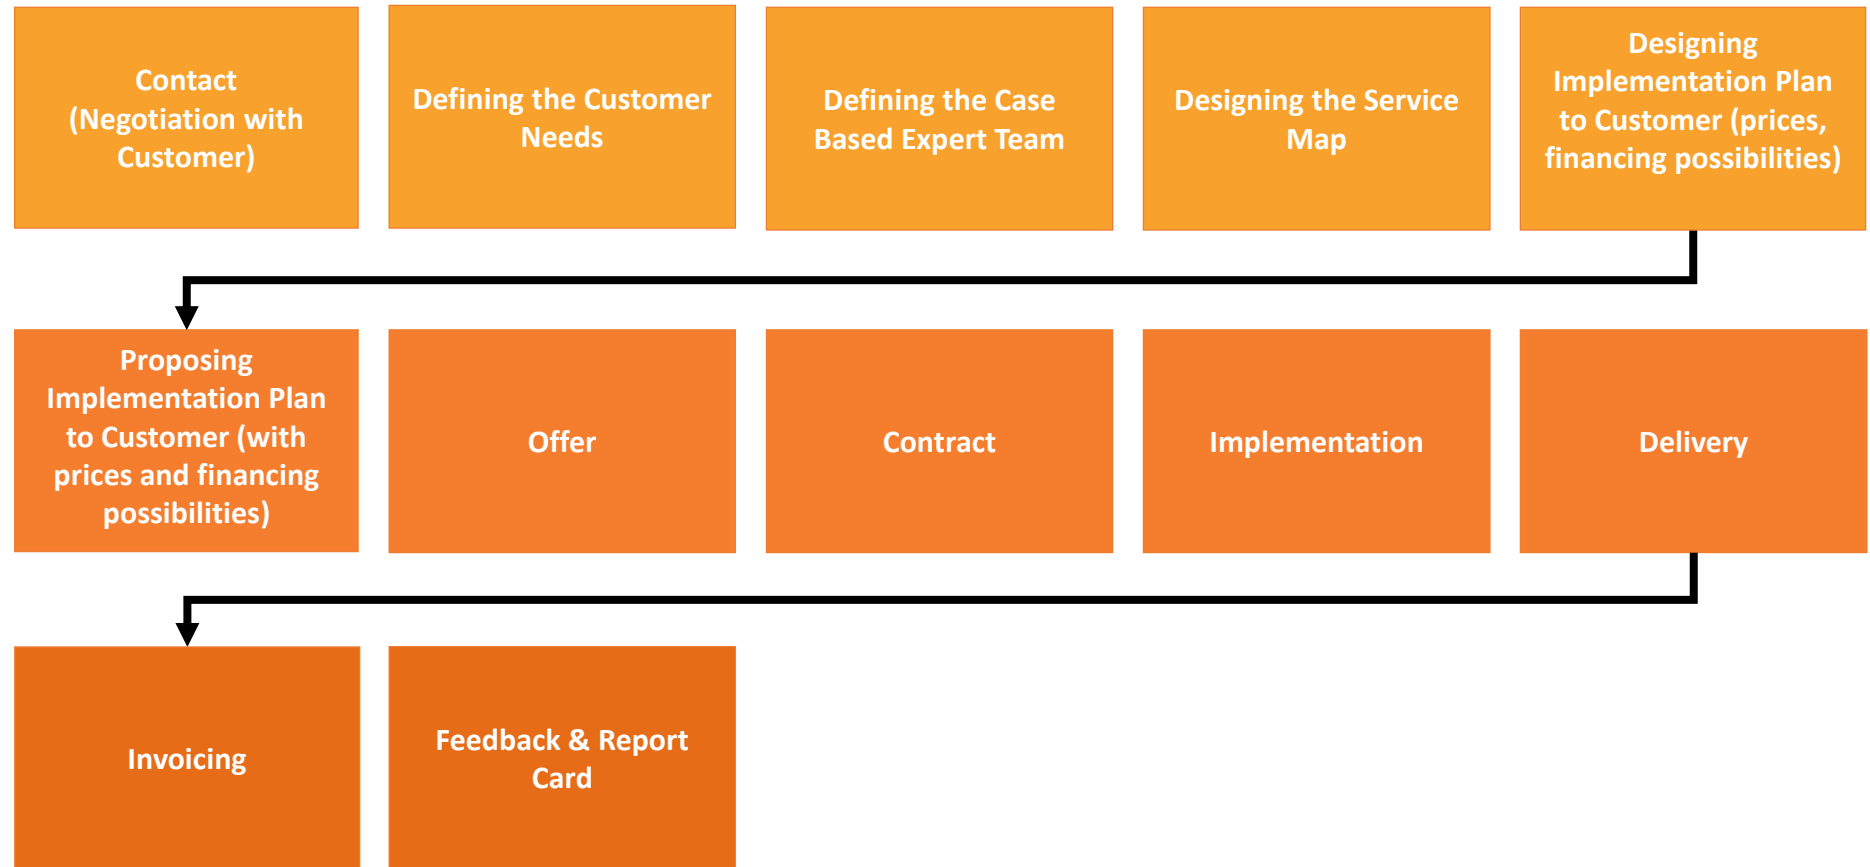 Contact
(Negotiation with
Customer)
Defining the Customer
Needs
Defining the Case
Based Expert Team
Designing the Service
Map
Designing
Implementation Plan
to Customer (prices,
financing possibilities)
Proposing
Implementation Plan
to Customer (with
prices and financing
possibilities)
Offer
Contract
Implementation
Delivery
Invoicing
Feedback & Report
Card